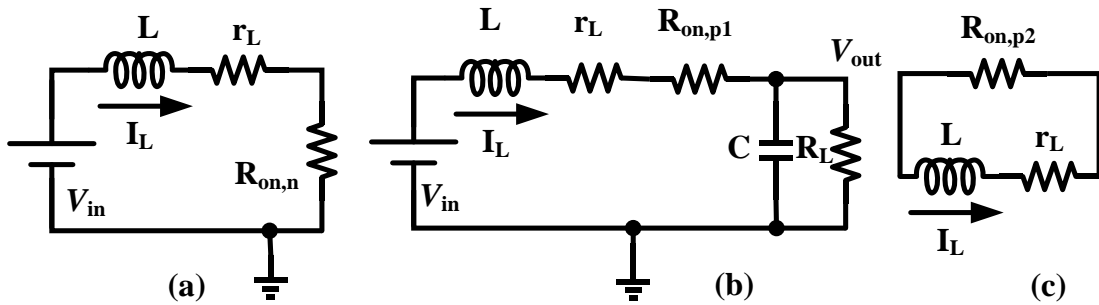 L
r_L
I_L
R_on,n
V_in
(a)
L
r_L
R_on,p1
V_out
I_L
C
R_L
V_in
(b)
R_on,p2
L
r_L
I_L
(c)